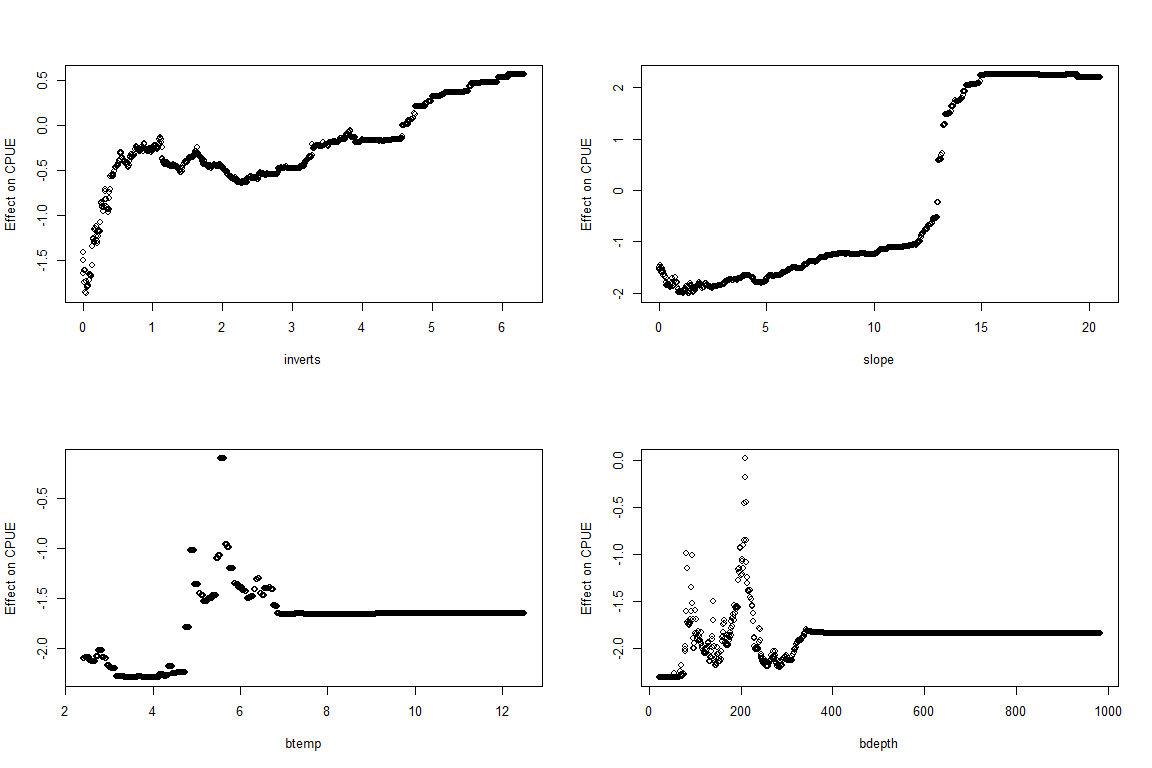 Effect on CPUE
0.5
0.0
-0.5
-1.0
-1.5
0 1 2 3 4 5 6
inverts
Effect on CPUE
2
1
0
-1
-2
0 5 10 15 20
slope
Effect on CPUE
-0.5
-1.0
-1.5
-2.0
2 4 6 8 10 12
btemp
Effect on CPUE
0.0
-0.5
-1.0
-1.5
-2.0
0 200 400 600 800 1000
bdepth